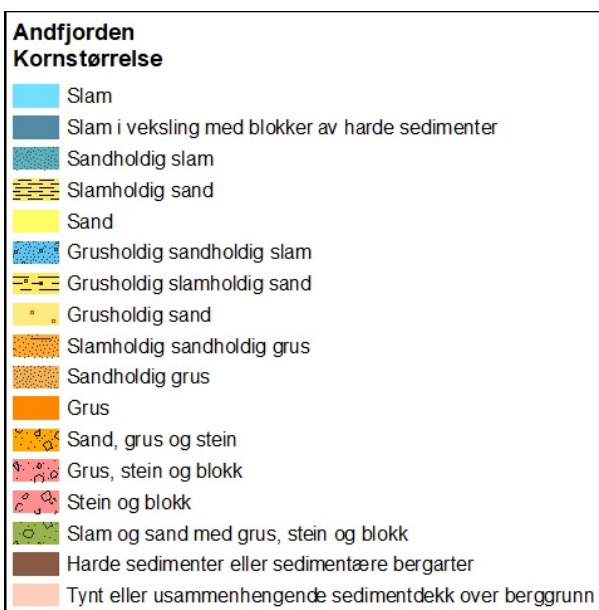 Andfjorden
Kornstørrelse
Slam
Slam i veksling med blokker av harde sedimenter
Sandholdig slam
Slamholdig sand
Sand
Grusholdig sandholdig slam
Grusholdig slamholdig sand
Grusholdig sand
Slamholdig sandholdig grus
Sandholdig grus
Grus
Sand, grus og stein
Grus, stein og blokk
Stein og blokk
Slam og sand med grus, stein og blokk
Harde sedimenter eller sedimentære bergarter
Tynt eller usammenhengende sedimentdekk over berggrunn